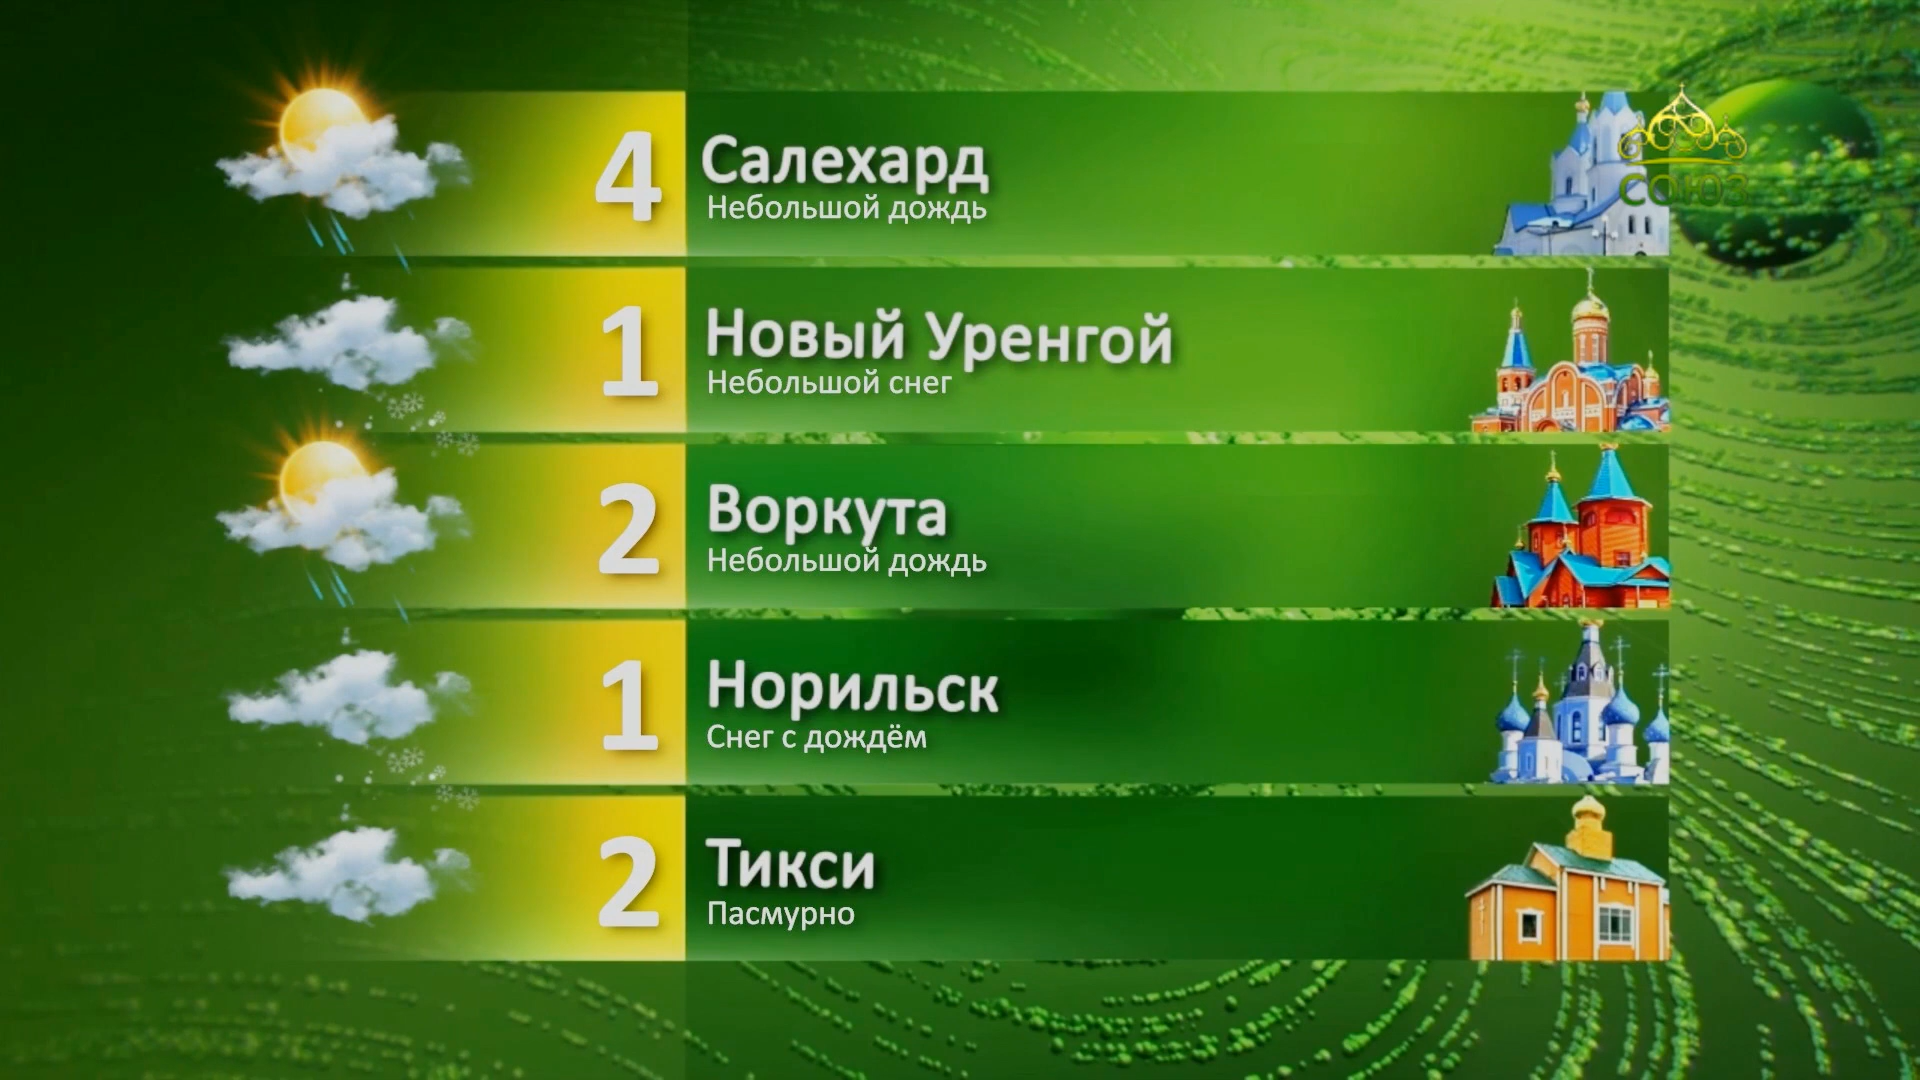 4 Салехард
Небольшой дождь
СОЮЗ
1 Новый Уренгой
Небольшой снег
2 Воркута
Небольшой дождь
1 Норильск
Снег с дождём
2 Тикси
Пасмурно